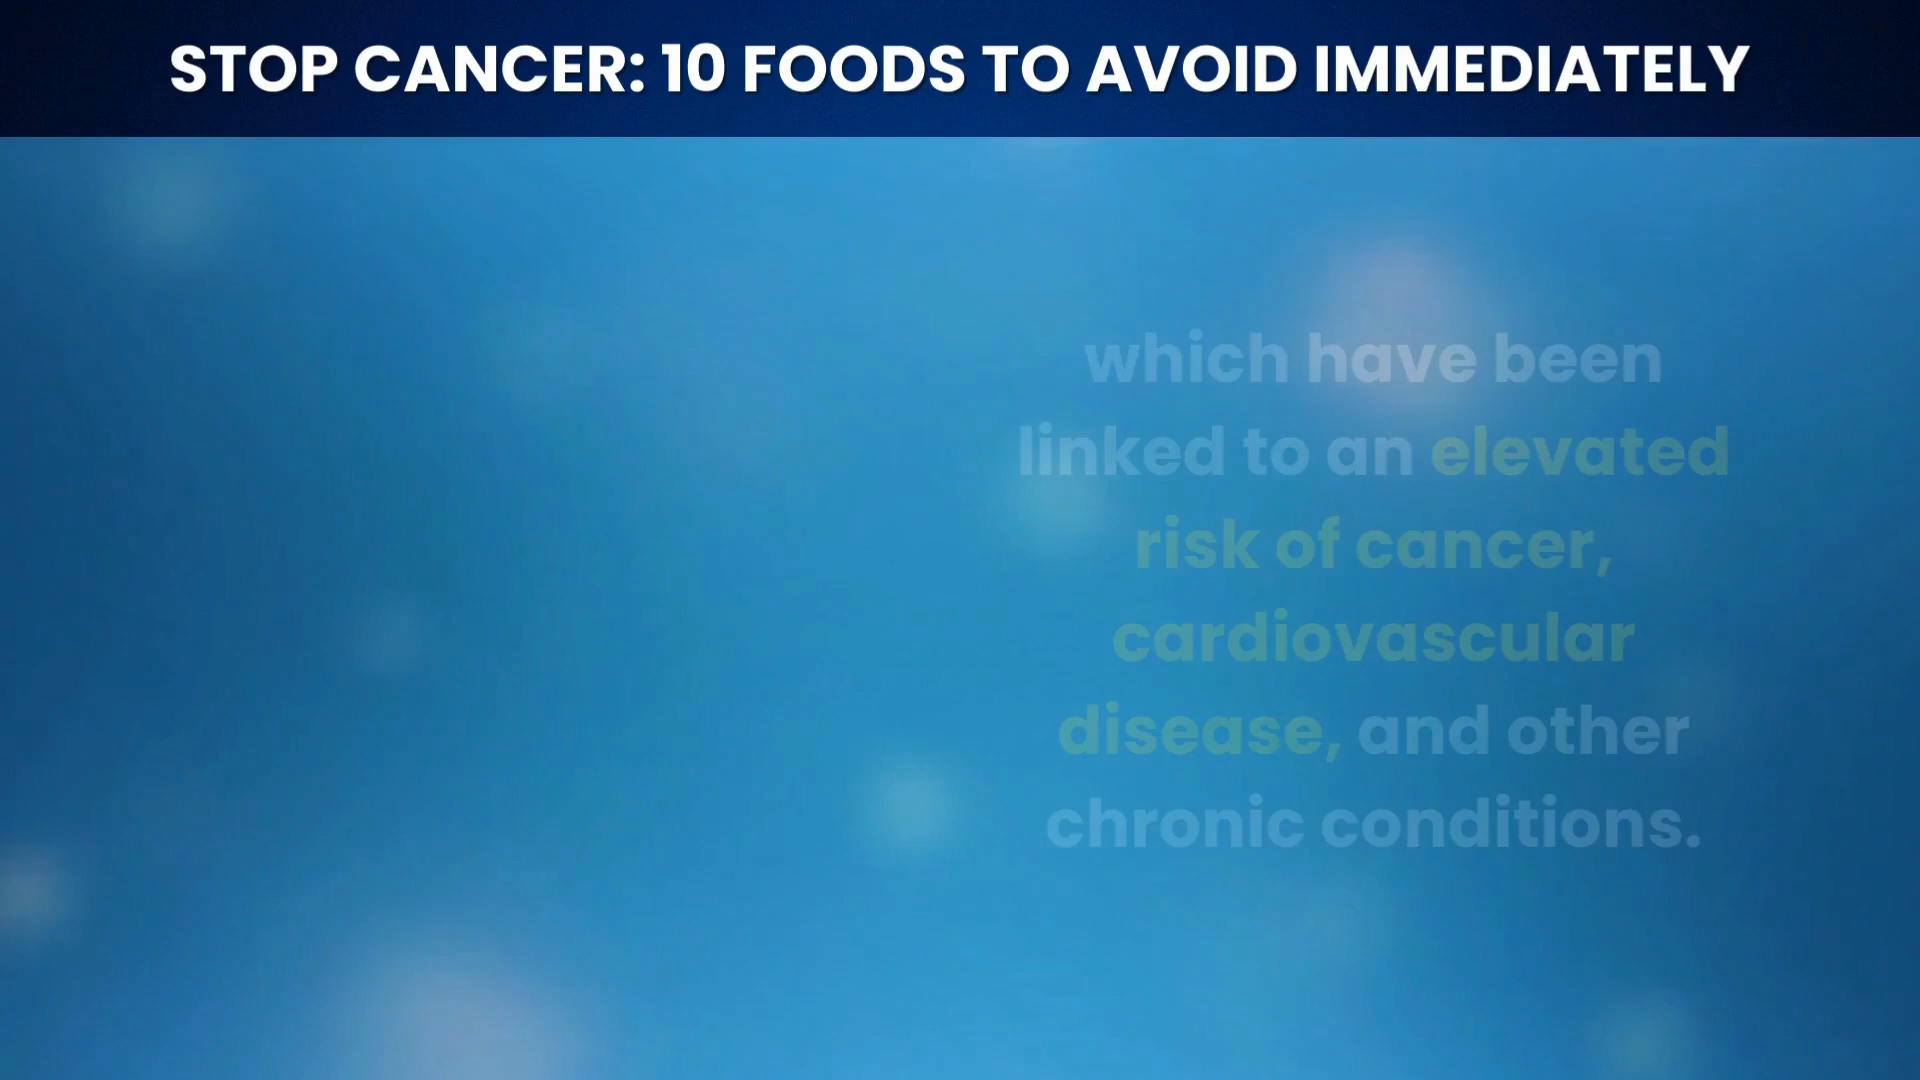 STOP CANCER: 10 FOODS TO AVOID IMMEDIATELY
which have been
linked to an elevated
risk of cancer,
cardiovascular
disease, and other
chronic conditions.